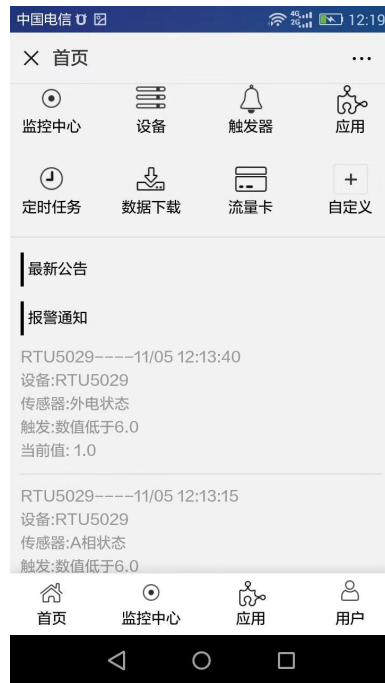 中国电信
4G
2G
12:19
首页
监控中心 设备 触发器 应用
定时任务 数据下载 流量卡 自定义
最新公告
报警通知
RTU5029----11/05 12:13:40
设备:RTU5029
传感器:外电状态
触发:数值低于6.0
当前值: 1.0
RTU5029----11/05 12:13:15
设备:RTU5029
传感器:A相状态
触发:数值低于6.0
首页 监控中心 应用 用户